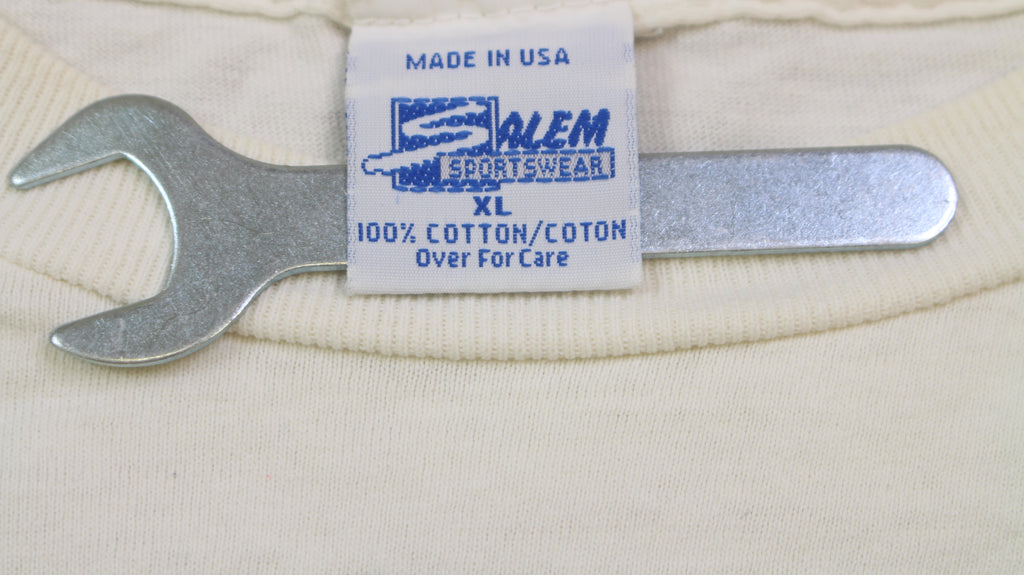 MADE IN USA
SALEM
SPORTSWEAR
XL
100% COTTON/COTON
Over For Care